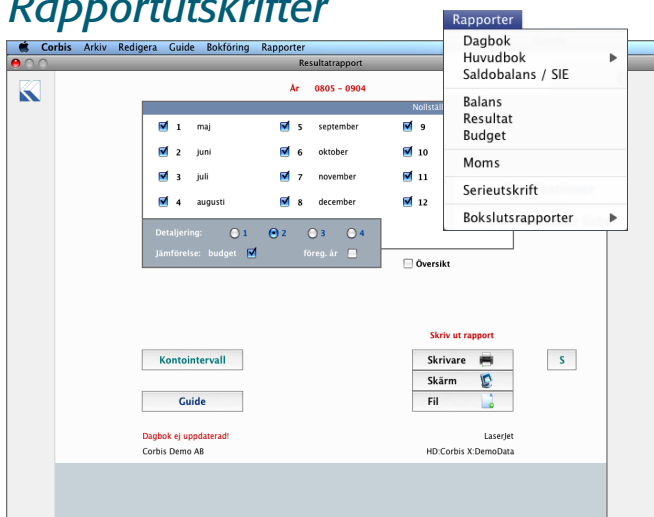 Rapportutskrifter
Rapporter
Dagbok
Huvudbok
Saldobalans / SIE
Balans
Resultat
Budget
Moms
Serieutskrift
Bokslutsrapporter
Corbis Arkiv Redigera Guide Bokföring Rapporter
Resultatrapport
År 0805 – 0904
Nollställ
1 maj 5 september 9
2 juni 6 oktober 10
3 juli 7 november 11
4 augusti 8 december 12
Detaljering: 1 2 3 4
Jämförelse: budget föreg. år
Översikt
Skriv ut rapport
Kontointervall Skrivare S
Skärm
Guide Fil
Dagbok ej uppdaterad! LaserJet
Corbis Demo AB HD:Corbis X:DemoData